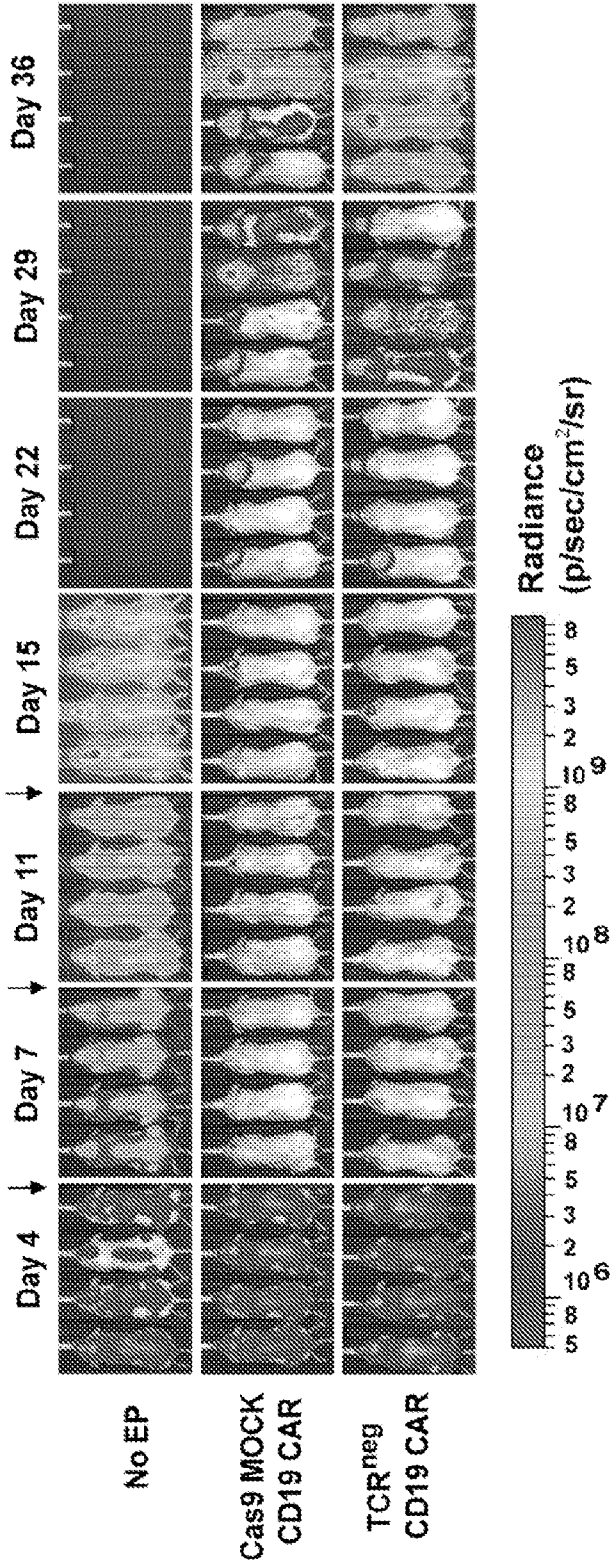 Day 4
Day 7
Day 11
Day 15
Day 22
Day 29
Day 36
No EP
Cas9 MOCK
CD19 CAR
TCRneg
CD19 CAR
5 8 10^6 2 3 5 8 10^7 2 3 5 8 10^8 2 3 5 8 10^9 2 3 5 8
Radiance
(p/sec/cm²/sr)